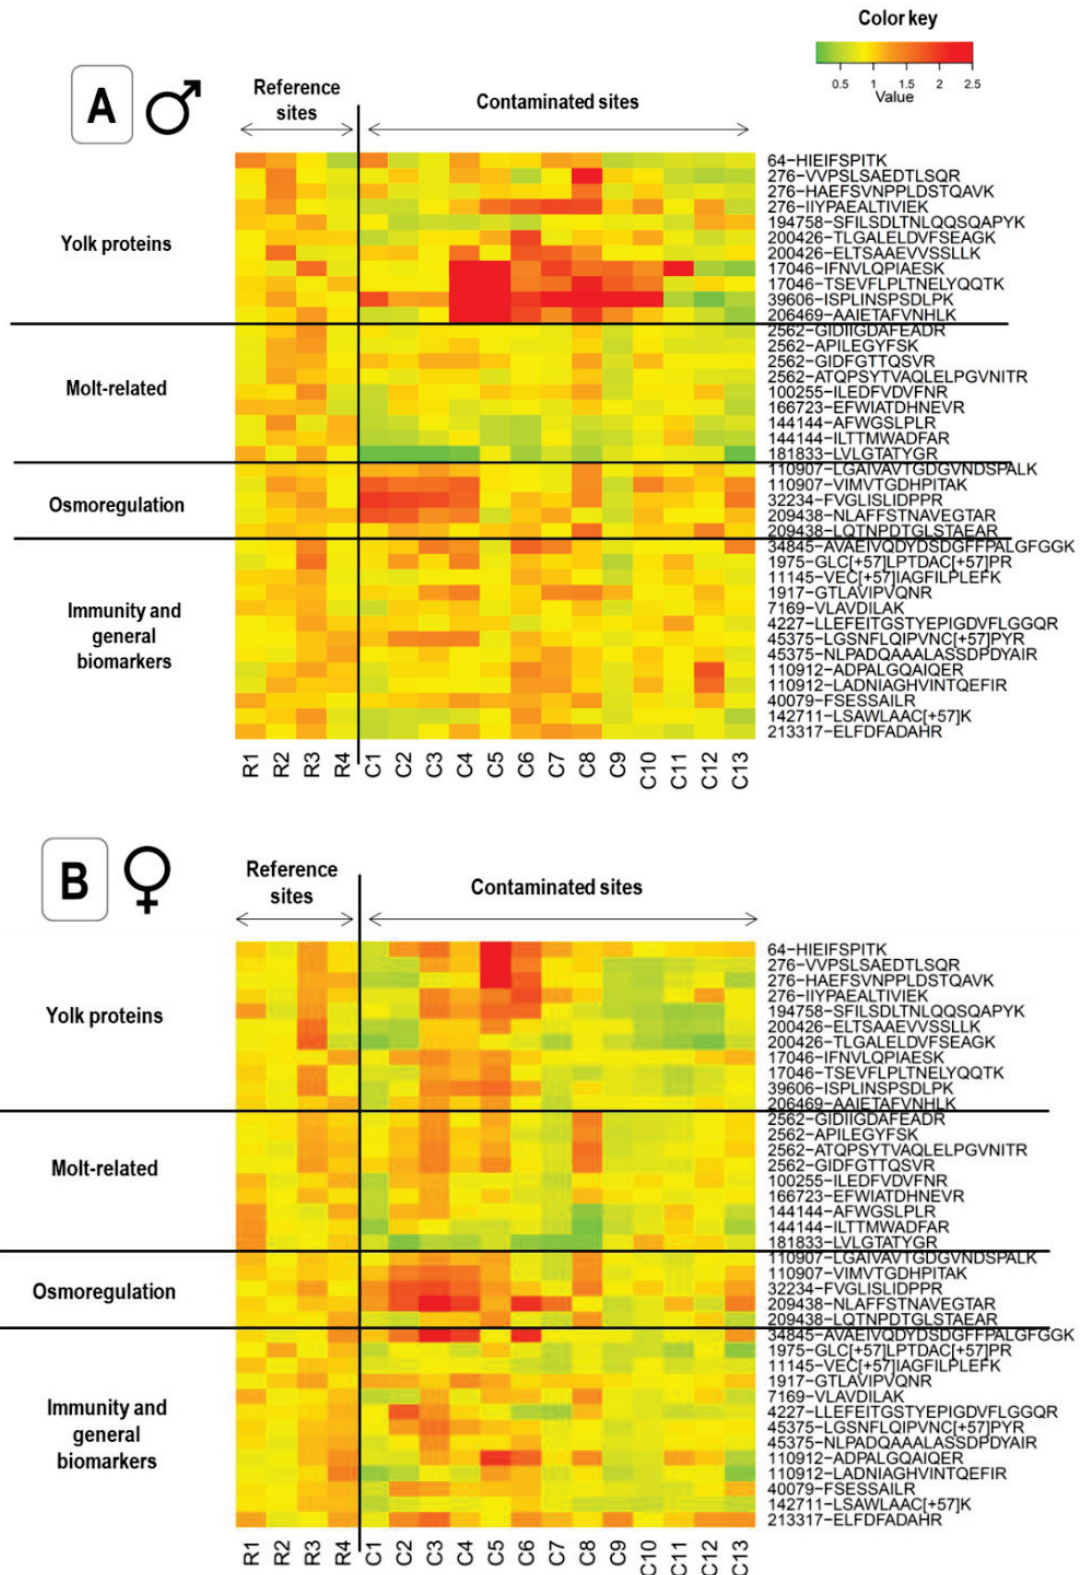 Color key
0.5 1 1.5 2 2.5
Value
A
Reference
sites
Contaminated sites
Yolk proteins
Molt-related
Osmoregulation
Immunity and
general
biomarkers
64−HIEIFSPITK
276−VVPSLSAEDTLSQR
276−HAEFSVNPPLDSTQAVK
276−IIYPAEALTIVIEK
194758−SFILSDLTNLQQSQAPYK
200426−TLGALELDVFSEAGK
200426−ELTSAAEVVSSLLK
17046−IFNVLQPIAESK
17046−TSEVFLPLTNELYQQTK
39606−ISPLINSPSDLPK
206469−AAIETAFVNHLK
2562−GIDIIGDAFEADR
2562−APILEGYFSK
2562−GIDFGTTQSVR
2562−ATQPSYTVAQLELPGVNITR
100255−ILEDFVDVFNR
166723−EFWIATDHNEVR
144144−AFWGSLPLR
144144−ILTTMWADFAR
181833−LVLGTATYGR
110907−LGAIVAVTGDGVNDSPALK
110907−VIMVTGDHPITAK
32234−FVGLISLIDPPR
209438−NLAFFSTNAVEGTAR
209438−LQTNPDTGLSTAEAR
34845−AVAEIVQDYDSDGFFPALGFGGK
1975−GLC[+57]LPTDAC[+57]PR
11145−VEC[+57]IAGFILPLEFK
1917−GTLAVIPVQNR
7169−VLAVDILAK
4227−LLEFEITGSTYEPIGDVFLGGQR
45375−LGSNFLQIPVNC[+57]PYR
45375−NLPADQAAALASSDPDYAIR
110912−ADPALGQAIQER
110912−LADNIAGHVINTQEFIR
40079−FSESSAILR
142711−LSAWLAAC[+57]K
213317−ELFDFADAHR
R1 R2 R3 R4 C1 C2 C3 C4 C5 C6 C7 C8 C9 C10 C11 C12 C13
B
Reference
sites
Contaminated sites
Yolk proteins
Molt-related
Osmoregulation
Immunity and
general
biomarkers
64−HIEIFSPITK
276−VVPSLSAEDTLSQR
276−HAEFSVNPPLDSTQAVK
276−IIYPAEALTIVIEK
194758−SFILSDLTNLQQSQAPYK
200426−ELTSAAEVVSSLLK
200426−TLGALELDVFSEAGK
17046−IFNVLQPIAESK
17046−TSEVFLPLTNELYQQTK
39606−ISPLINSPSDLPK
206469−AAIETAFVNHLK
2562−GIDIIGDAFEADR
2562−APILEGYFSK
2562−ATQPSYTVAQLELPGVNITR
2562−GIDFGTTQSVR
100255−ILEDFVDVFNR
166723−EFWIATDHNEVR
144144−AFWGSLPLR
144144−ILTTMWADFAR
181833−LVLGTATYGR
110907−LGAIVAVTGDGVNDSPALK
110907−VIMVTGDHPITAK
32234−FVGLISLIDPPR
209438−NLAFFSTNAVEGTAR
209438−LQTNPDTGLSTAEAR
34845−AVAEIVQDYDSDGFFPALGFGGK
1975−GLC[+57]LPTDAC[+57]PR
11145−VEC[+57]IAGFILPLEFK
1917−GTLAVIPVQNR
7169−VLAVDILAK
4227−LLEFEITGSTYEPIGDVFLGGQR
45375−LGSNFLQIPVNC[+57]PYR
45375−NLPADQAAALASSDPDYAIR
110912−ADPALGQAIQER
110912−LADNIAGHVINTQEFIR
40079−FSESSAILR
142711−LSAWLAAC[+57]K
213317−ELFDFADAHR
R1 R2 R3 R4 C1 C2 C3 C4 C5 C6 C7 C8 C9 C10 C11 C12 C13